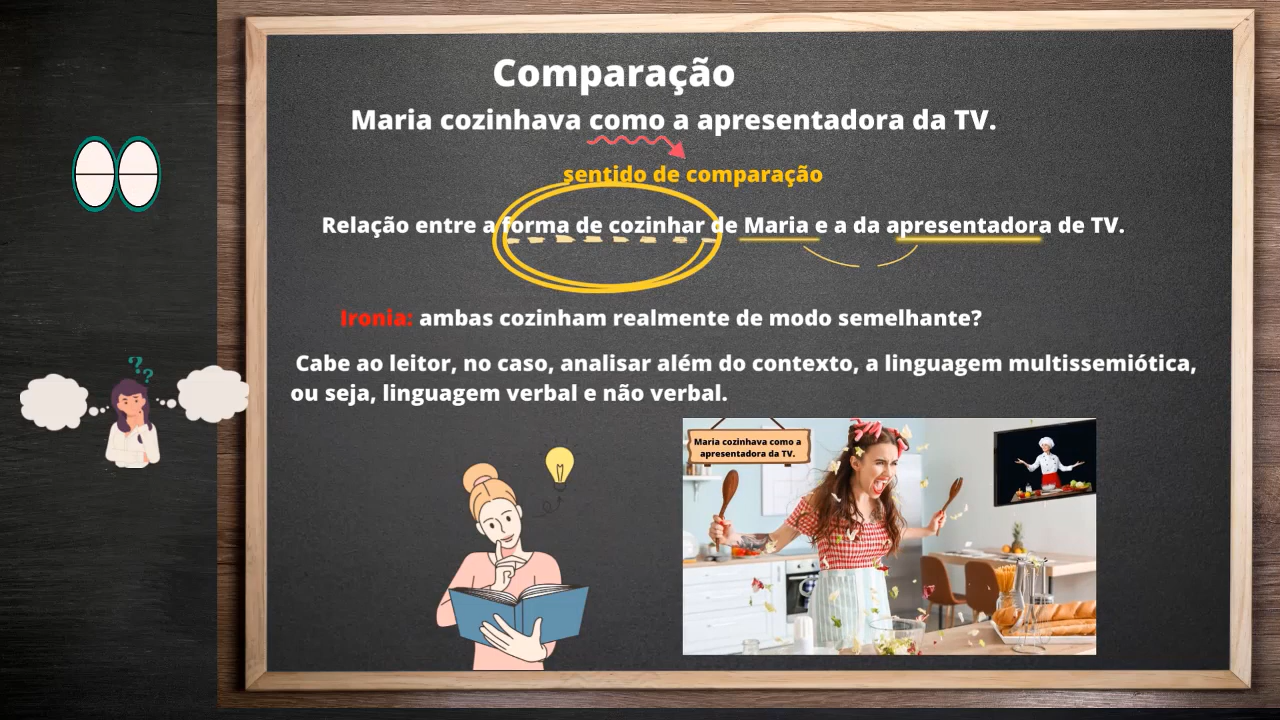 Comparação
Maria cozinhava como a apresentadora da TV.
sentido de comparação
Relação entre a forma de cozinhar de Maria e a da apresentadora de TV.
Ironia: ambas cozinham realmente de modo semelhante?
Cabe ao leitor, no caso, analisar além do contexto, a linguagem multissemiótica,
ou seja, linguagem verbal e não verbal.
Maria cozinhava como a
apresentadora da TV.
? ?